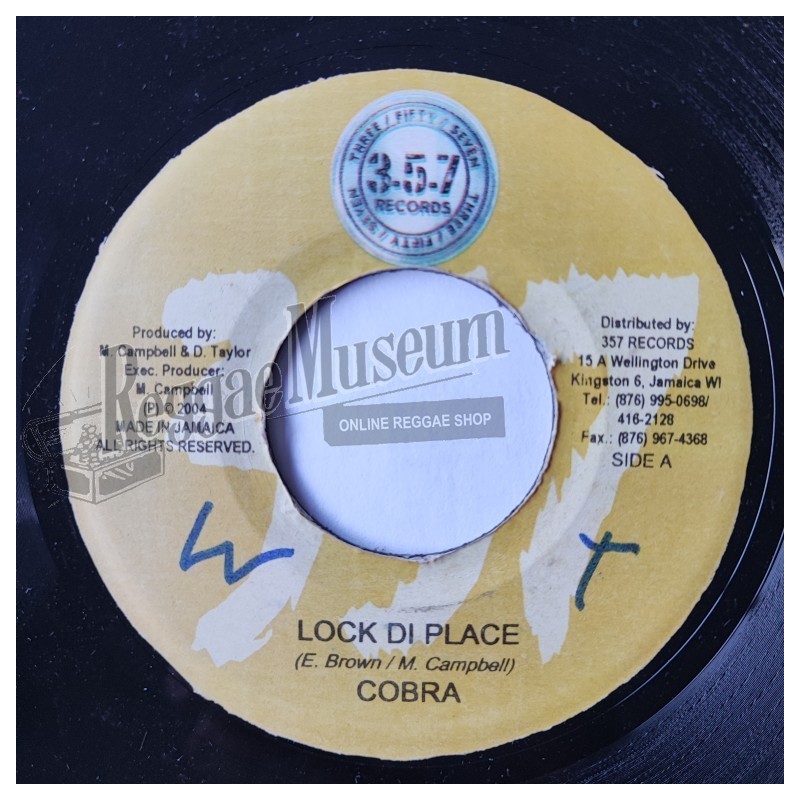 THREE / FIFTY / SEVEN
3.5.7
RECORDS
THREE / FIFTY / SEVEN
357
Produced by:
M. Campbell & D. Taylor
Exec. Producer:
M. Campbell
(P) © 2004
MADE IN JAMAICA
ALL RIGHTS RESERVED.
Distributed by:
357 RECORDS
15 A Wellington Drive
Kingston 6, Jamaica WI
Tel.: (876) 995-0698/
416-2128
Fax.: (876) 967-4368
SIDE A
ReggaeMuseum
ONLINE REGGAE SHOP
W T
LOCK DI PLACE
(E. Brown / M. Campbell)
COBRA